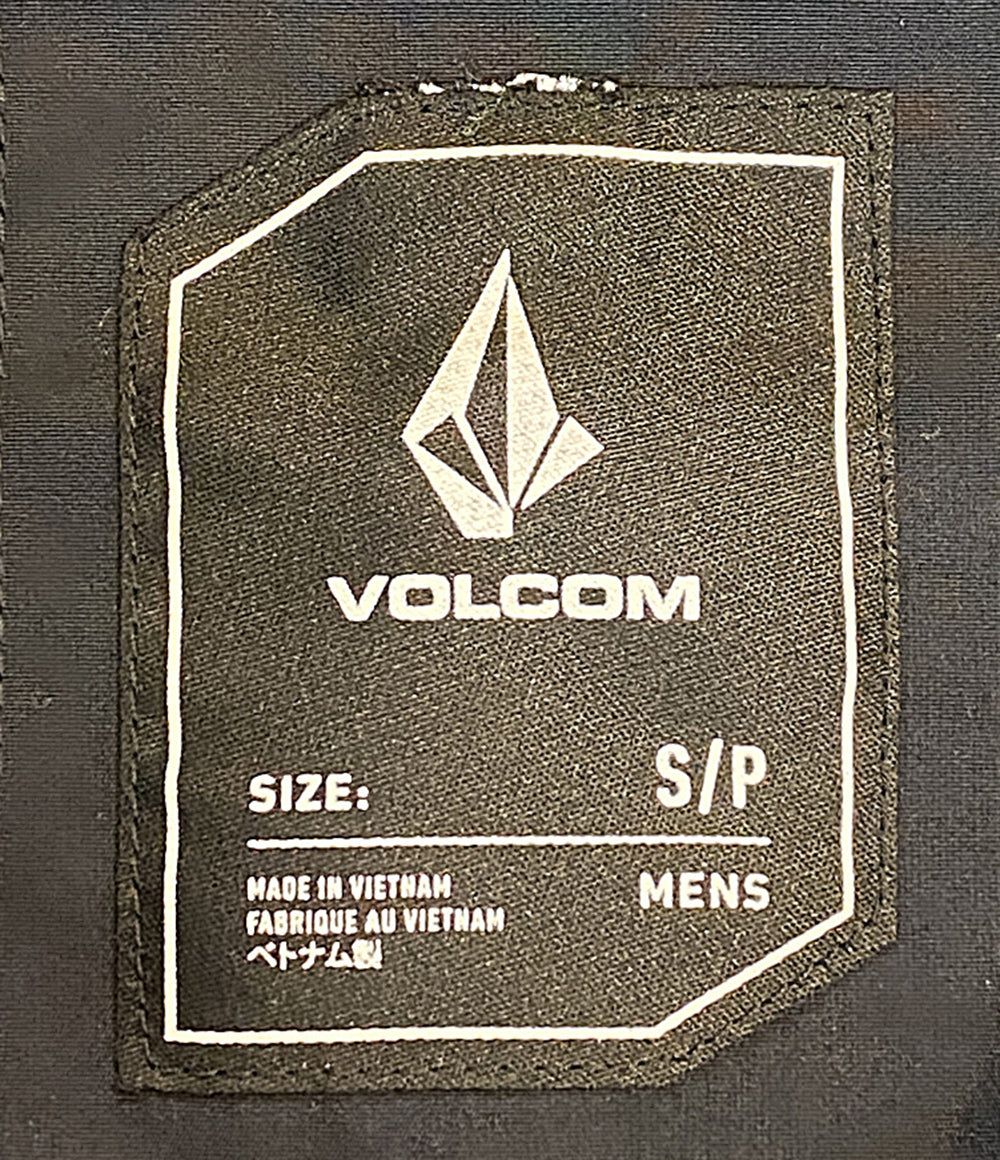 VOLCOM
SIZE: S/P
MADE IN VIETNAM MENS
FABRIQUE AU VIETNAM
ベトナム製